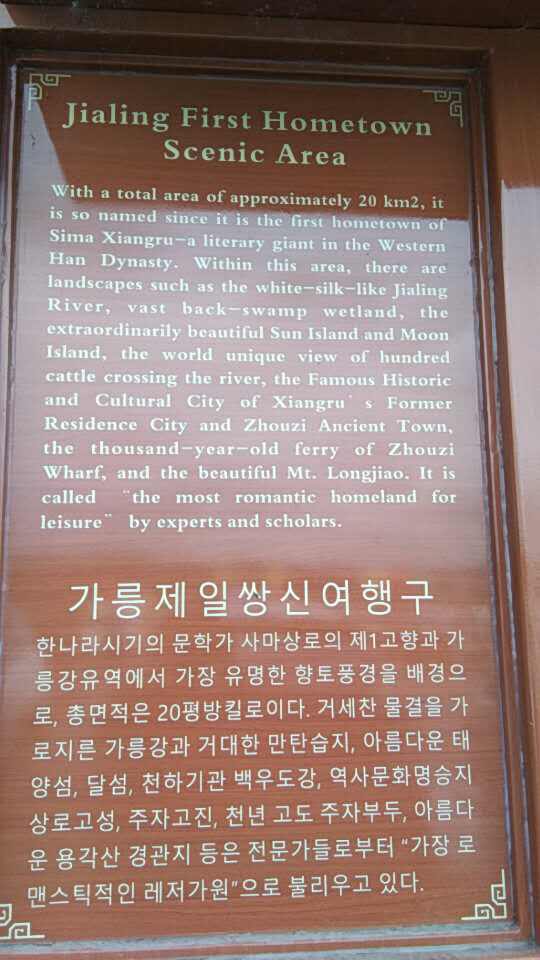 Jialing First Hometown
Scenic Area
With a total area of approximately 20 km2, it
is so named since it is the first hometown of
Sima Xiangru—a literary giant in the Western
Han Dynasty. Within this area, there are
landscapes such as the white—silk—like Jialing
River, vast back—swamp wetland, the
extraordinarily beautiful Sun Island and Moon
Island, the world unique view of hundred
cattle crossing the river, the Famous Historic
and Cultural City of Xiangru' s Former
Residence City and Zhouzi Ancient Town,
the thousand—year—old ferry of Zhouzi
Wharf, and the beautiful Mt. Longjiao. It is
called "the most romantic homeland for
leisure" by experts and scholars.
가릉제일쌍신여행구
한나라시기의 문학가 사마상로의 제1고향과 가
릉강유역에서 가장 유명한 향토풍경을 배경으
로, 총면적은 20평방킬로이다. 거세찬 물결을 가
로지른 가릉강과 거대한 만탄습지, 아름다운 태
양섬, 달섬, 천하기관 백우도강, 역사문화명승지
상로고성, 주자고진, 천년 고도 주자부두, 아름다
운 용각산 경관지 등은 전문가들로부터 “가장 로
맨스틱적인 레저가원”으로 불리우고 있다.